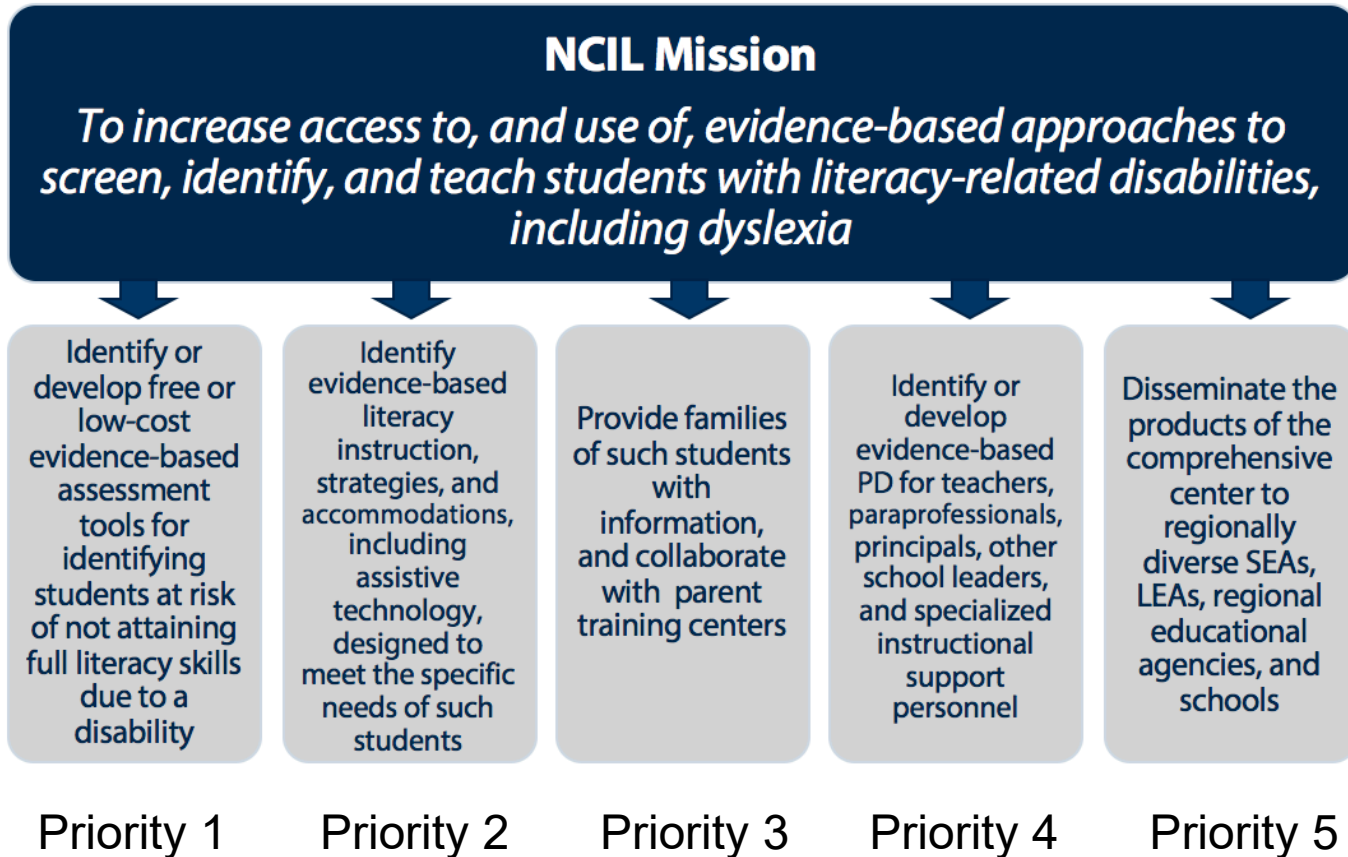 NCIL Mission
To increase access to, and use of, evidence-based approaches to
screen, identify, and teach students with literacy-related disabilities,
including dyslexia
Identify or
develop free or
low-cost
evidence-based
assessment
tools for
identifying
students at risk
of not attaining
full literacy skills
due to a
disability
Identify
evidence-based
literacy
instruction,
strategies, and
accommodations,
including
assistive
technology,
designed to
meet the specific
needs of such
students
Provide families
of such students
with
information,
and collaborate
with parent
training centers
Identify or
develop
evidence-based
PD for teachers,
paraprofessionals,
principals, other
school leaders,
and specialized
instructional
support
personnel
Disseminate the
products of the
comprehensive
center to
regionally
diverse SEAs,
LEAs, regional
educational
agencies, and
schools
Priority 1
Priority 2
Priority 3
Priority 4
Priority 5